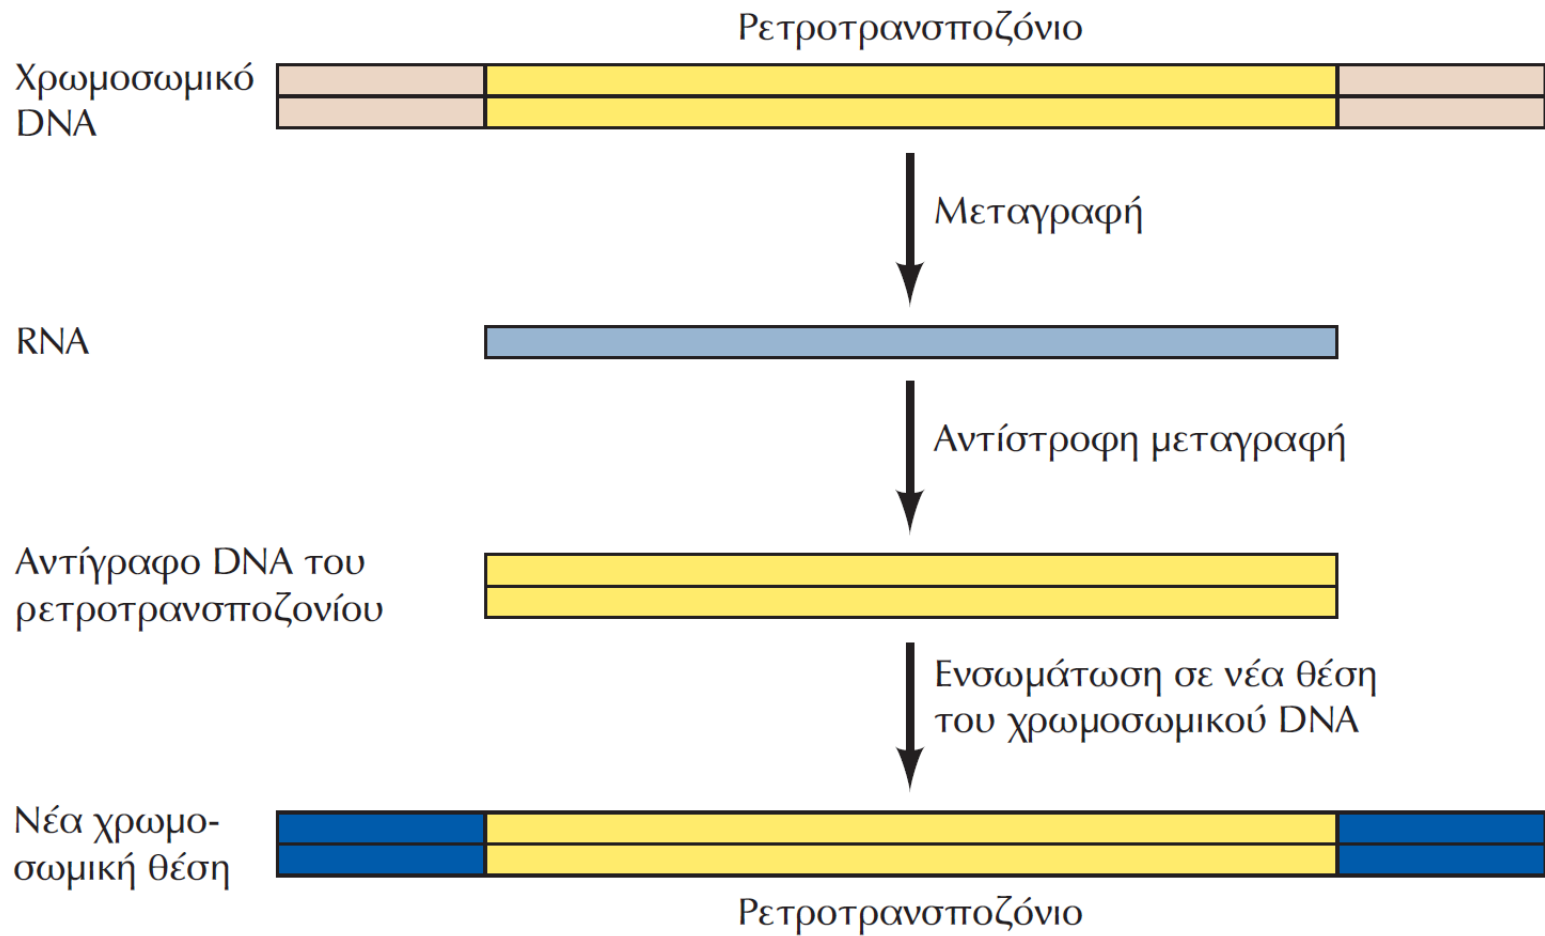 Ρετροτρανσποζόνιο
Χρωμοσωμικό
DNA
Μεταγραφή
RNA
Αντίστροφη μεταγραφή
Αντίγραφο DNA του
ρετροτρανσποζονίου
Ενσωμάτωση σε νέα θέση
του χρωμοσωμικού DNA
Νέα χρωμο-
σωμική θέση
Ρετροτρανσποζόνιο